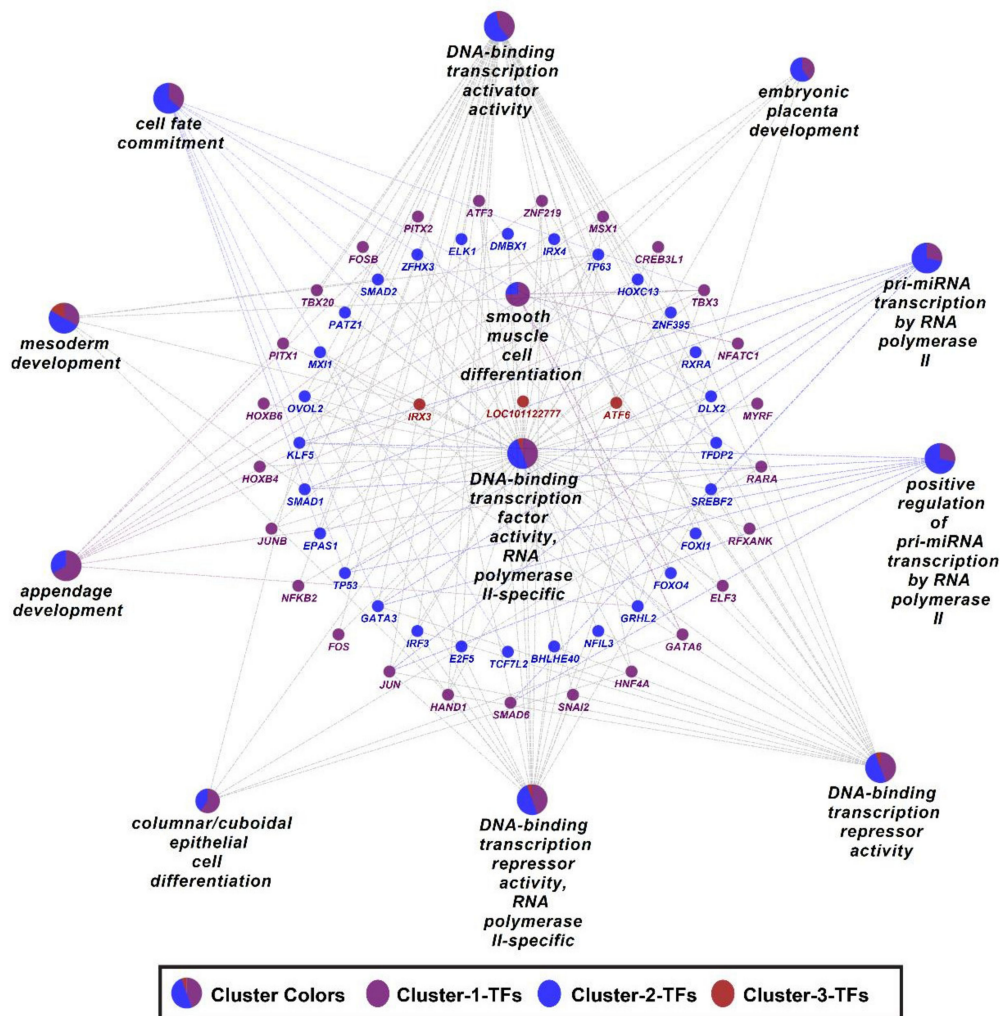 DNA-binding
transcription
activator
activity
embryonic
placenta
development
cell fate
commitment
ATF3
ZNF219
PITX2
MSX1
FOSB
ELK1
DMBX1
IRX4
CREB3L1
ZFHX3
TP63
TBX20
SMAD2
HOXC13
TBX3
pri-miRNA
transcription
by RNA
polymerase
II
mesoderm
development
PATZ1
smooth
muscle
cell
differentiation
ZNF395
PITX1
MXI1
RXRA
NFATC1
HOXB6
OVOL2
IRX3
LOC101122777
ATF6
DLX2
MYRF
HOXB4
KLF5
TFDP2
RARA
DNA-binding
transcription
factor
activity,
RNA
polymerase
II-specific
positive
regulation
of
pri-miRNA
transcription
by RNA
polymerase
II
SMAD1
SREBF2
JUNB
EPAS1
FOXI1
RFXANK
appendage
development
NFKB2
TP53
FOXO4
ELF3
GATA3
GRHL2
FOS
IRF3
NFIL3
GATA6
E2F5
TCF7L2
BHLHE40
JUN
HNF4A
HAND1
SMAD6
SNAI2
columnar/cuboidal
epithelial
cell
differentiation
DNA-binding
transcription
repressor
activity,
RNA
polymerase
II-specific
DNA-binding
transcription
repressor
activity
Cluster Colors Cluster-1-TFs Cluster-2-TFs Cluster-3-TFs